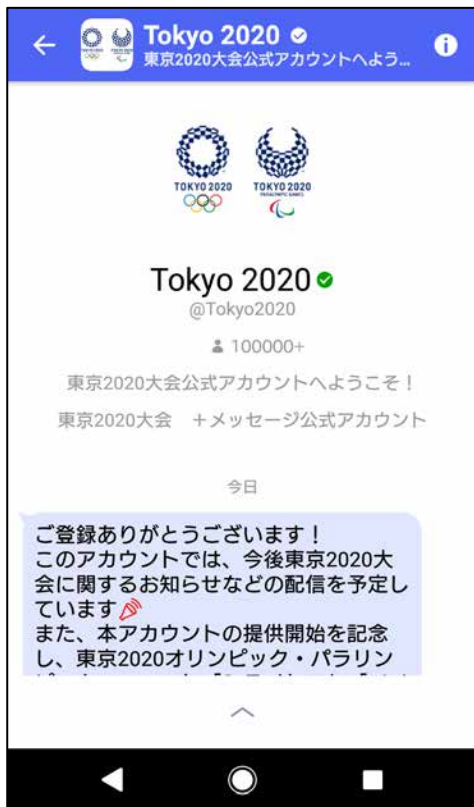 Tokyo 2020
東京2020大会公式アカウントへよう...
TOKYO 2020
TOKYO 2020
PARALYMPIC GAMES
Tokyo 2020
@Tokyo2020
100000+
東京2020大会公式アカウントへようこそ！
東京2020大会　＋メッセージ公式アカウント
今日
ご登録ありがとうございます！
このアカウントでは、今後東京2020大
会に関するお知らせなどの配信を予定し
ています
また、本アカウントの提供開始を記念
し、東京2020オリンピック・パラリン